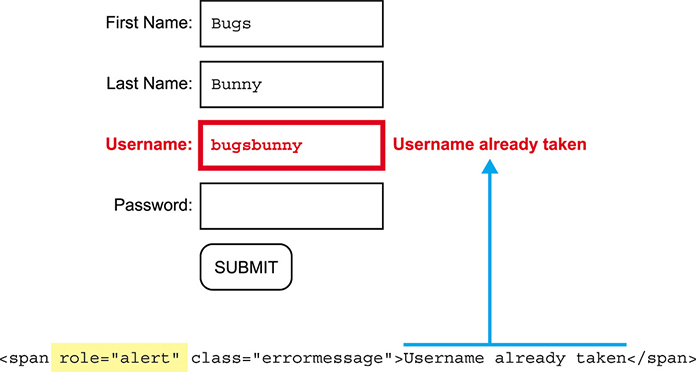 First Name: Bugs
Last Name: Bunny
Username: bugsbunny Username already taken
Password:
SUBMIT
<span role="alert" class="errormessage">Username already taken</span>